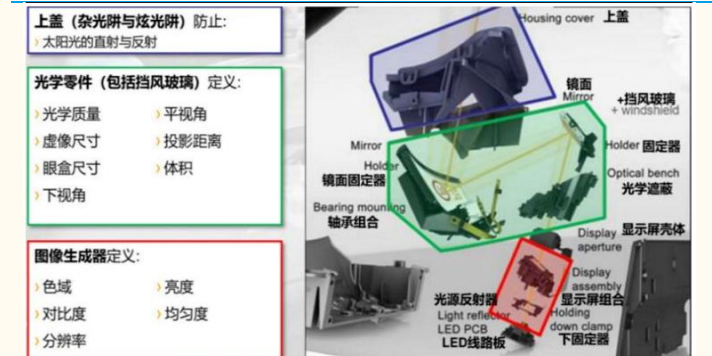 上盖（杂光阱与炫光阱）防止:
› 太阳光的直射与反射
光学零件（包括挡风玻璃）定义:
› 光学质量
› 平视角
› 虚像尺寸
› 投影距离
› 眼盒尺寸
› 体积
› 下视角
图像生成器定义:
› 色域
› 亮度
› 对比度
› 均匀度
› 分辨率
Housing cover 上盖
镜面
Mirror
+挡风玻璃
+ windshield
Mirror
Holder
镜面固定器
Holder 固定器
Optical bench
光学遮蔽
Bearing mounting
轴承组合
Display 显示屏壳体
aperture
Display
assembly
显示屏组合
光源反射器
Light reflector
LED PCB
LED线路板
Holding
down clamp
下固定器